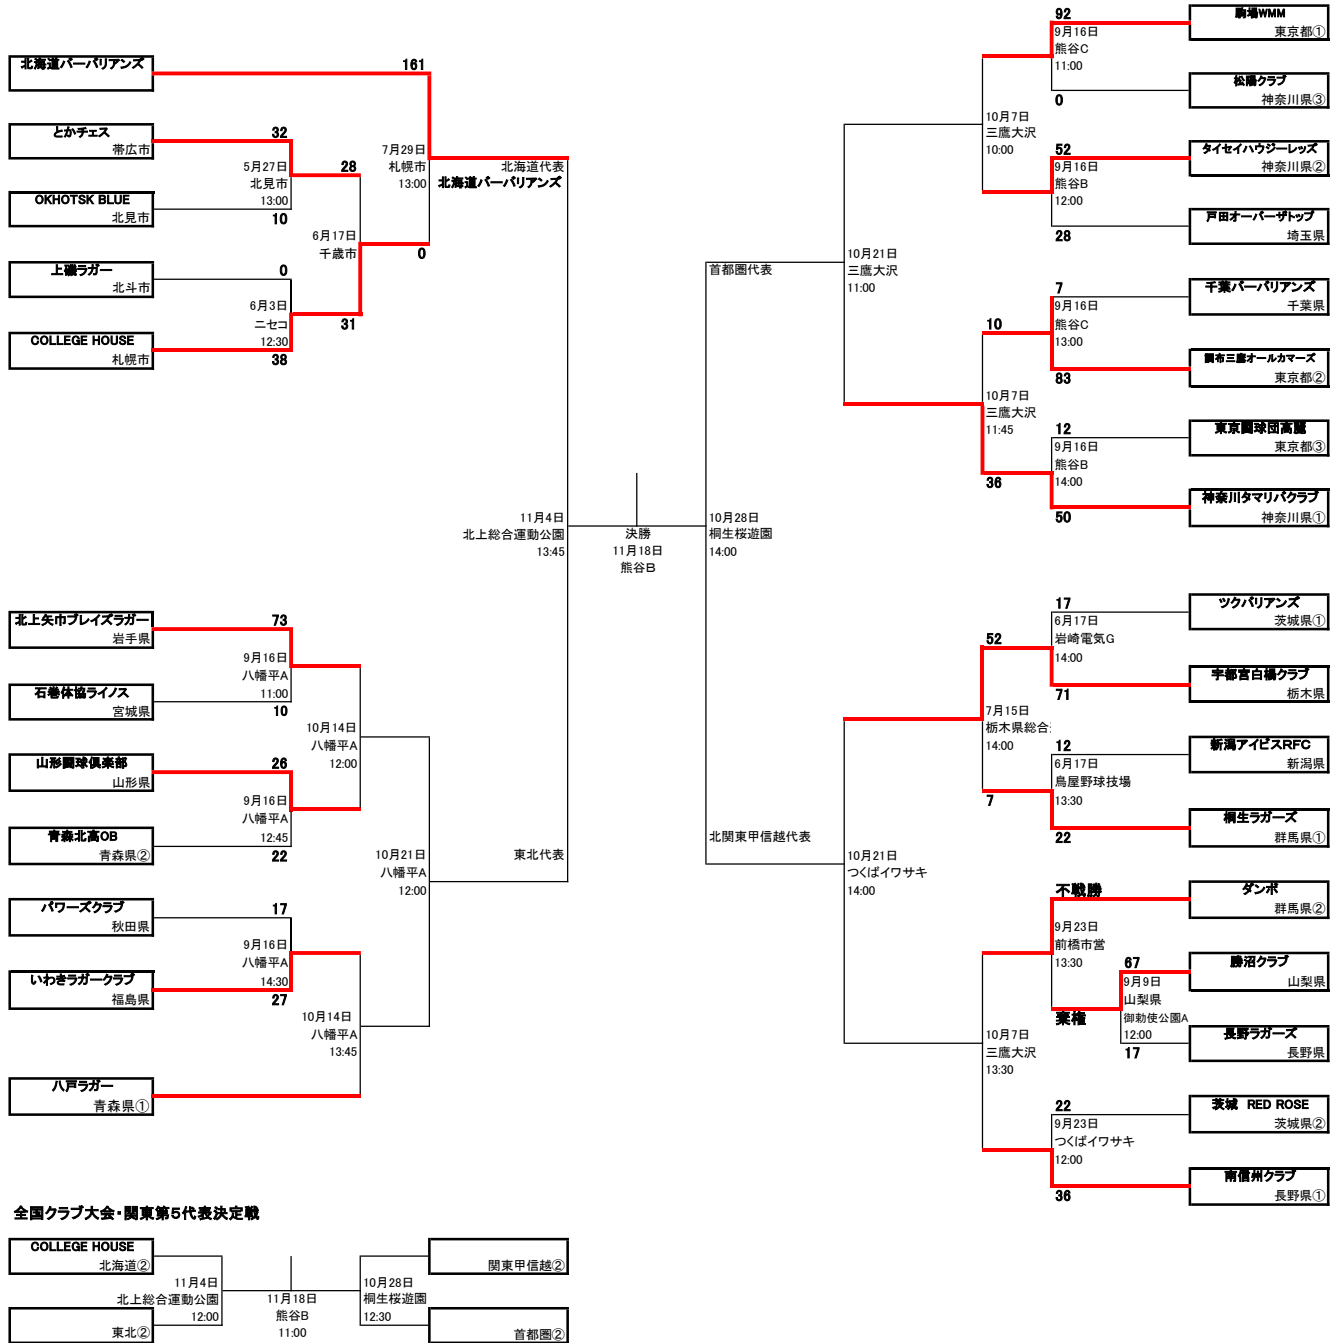 北海道バーバリアンズ
161
とかチェス
帯広市
32
5月27日
北見市
13:00
OKHOTSK BLUE
北見市
10
28
7月29日
札幌市
13:00
北海道代表
北海道バーバリアンズ
6月17日
千歳市
0
上磯ラガー
北斗市
0
6月3日
ニセコ
12:30
COLLEGE HOUSE
札幌市
38
31
11月4日
北上総合運動公園
13:45
北上矢巾ブレイズラガー
岩手県
73
9月16日
八幡平A
11:00
石巻体協ライノス
宮城県
10
10月14日
八幡平A
12:00
山形闘球倶楽部
山形県
26
9月16日
八幡平A
12:45
青森北高OB
青森県②
22
10月21日
八幡平A
12:00
東北代表
パワーズクラブ
秋田県
17
9月16日
八幡平A
14:30
いわきラガークラブ
福島県
27
10月14日
八幡平A
13:45
八戸ラガー
青森県①
決勝
11月18日
熊谷B
92
駒場WMM
東京都①
9月16日
熊谷C
11:00
松陽クラブ
神奈川県③
0
10月7日
三鷹大沢
10:00
52
タイセイハウジーレッズ
神奈川県②
9月16日
熊谷B
12:00
戸田オーバーザトップ
埼玉県
28
首都圏代表
10月21日
三鷹大沢
11:00
7
千葉バーバリアンズ
千葉県
9月16日
熊谷C
13:00
10
調布三鷹オールカマーズ
東京都②
83
10月7日
三鷹大沢
11:45
12
東京闘球団高麗
東京都③
9月16日
熊谷B
14:00
36
神奈川タマリバクラブ
神奈川県①
50
10月28日
桐生桜遊園
14:00
17
ツクバリアンズ
茨城県①
6月17日
岩崎電気G
14:00
52
宇都宮白楊クラブ
栃木県
71
7月15日
栃木県総合
14:00
12
新潟アイビスRFC
新潟県
6月17日
鳥屋野球技場
13:30
7
桐生ラガーズ
群馬県①
22
北関東甲信越代表
10月21日
つくばイワサキ
14:00
不戦勝
ダンボ
群馬県②
9月23日
前橋市営
13:30
67
勝沼クラブ
山梨県
9月9日
山梨県
御勅使公園A
12:00
棄権
長野ラガーズ
長野県
17
10月7日
三鷹大沢
13:30
22
茨城 RED ROSE
茨城県②
9月23日
つくばイワサキ
12:00
南信州クラブ
長野県①
36
全国クラブ大会・関東第5代表決定戦
COLLEGE HOUSE
北海道②
11月4日
北上総合運動公園
12:00
東北②
11月18日
熊谷B
11:00
関東甲信越②
10月28日
桐生桜遊園
12:30
首都圏②